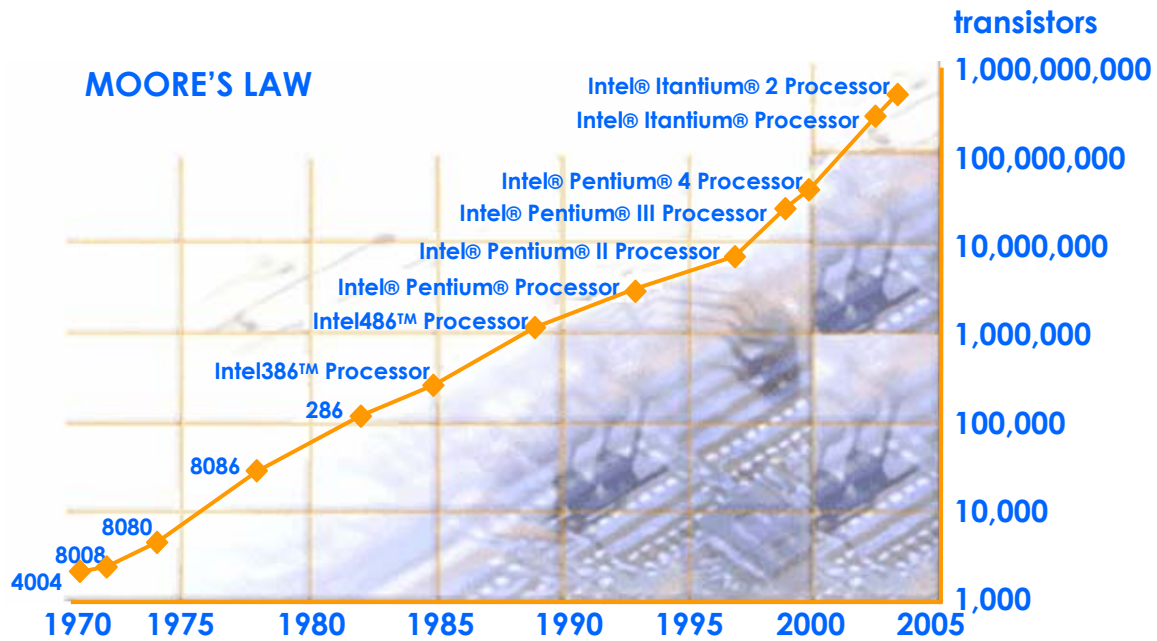 transistors
MOORE'S LAW
1,000,000,000
Intel® Itantium® 2 Processor
Intel® Itantium® Processor
100,000,000
Intel® Pentium® 4 Processor
Intel® Pentium® III Processor
10,000,000
Intel® Pentium® II Processor
Intel® Pentium® Processor
Intel486™ Processor
1,000,000
Intel386™ Processor
286
100,000
8086
10,000
8080
8008
4004
1,000
1970 1975 1980 1985 1990 1995 2000 2005